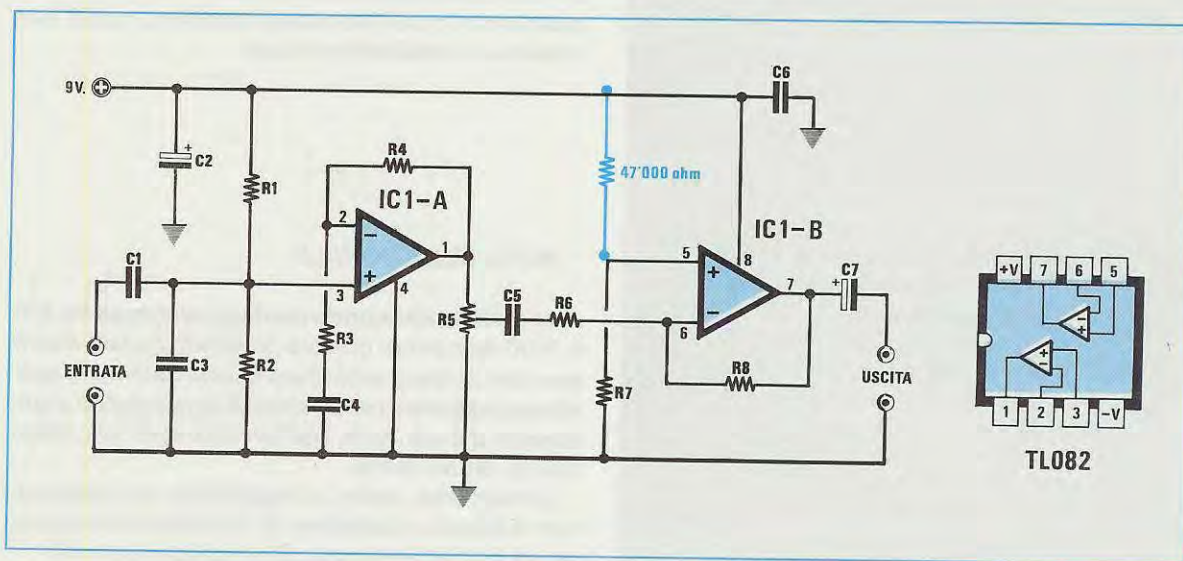 9V.
+
C6
+
C2
R1
R4
47'000 ohm
IC1-A
IC1-B
2
−
1
+
3
4
5
+
8
−
6
7
+
C7
C1
C3
R2
R3
C4
R5
C5
R6
R7
R8
ENTRATA
USCITA
+V
7
6
5
+
−
+
−
1
2
3
−V
TL082